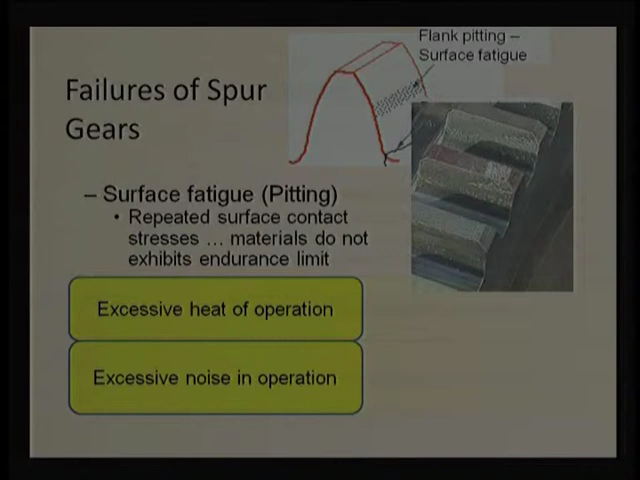 Flank pitting –
Surface fatigue
Failures of Spur
Gears
– Surface fatigue (Pitting)
• Repeated surface contact
stresses ... materials do not
exhibits endurance limit
Excessive heat of operation
Excessive noise in operation